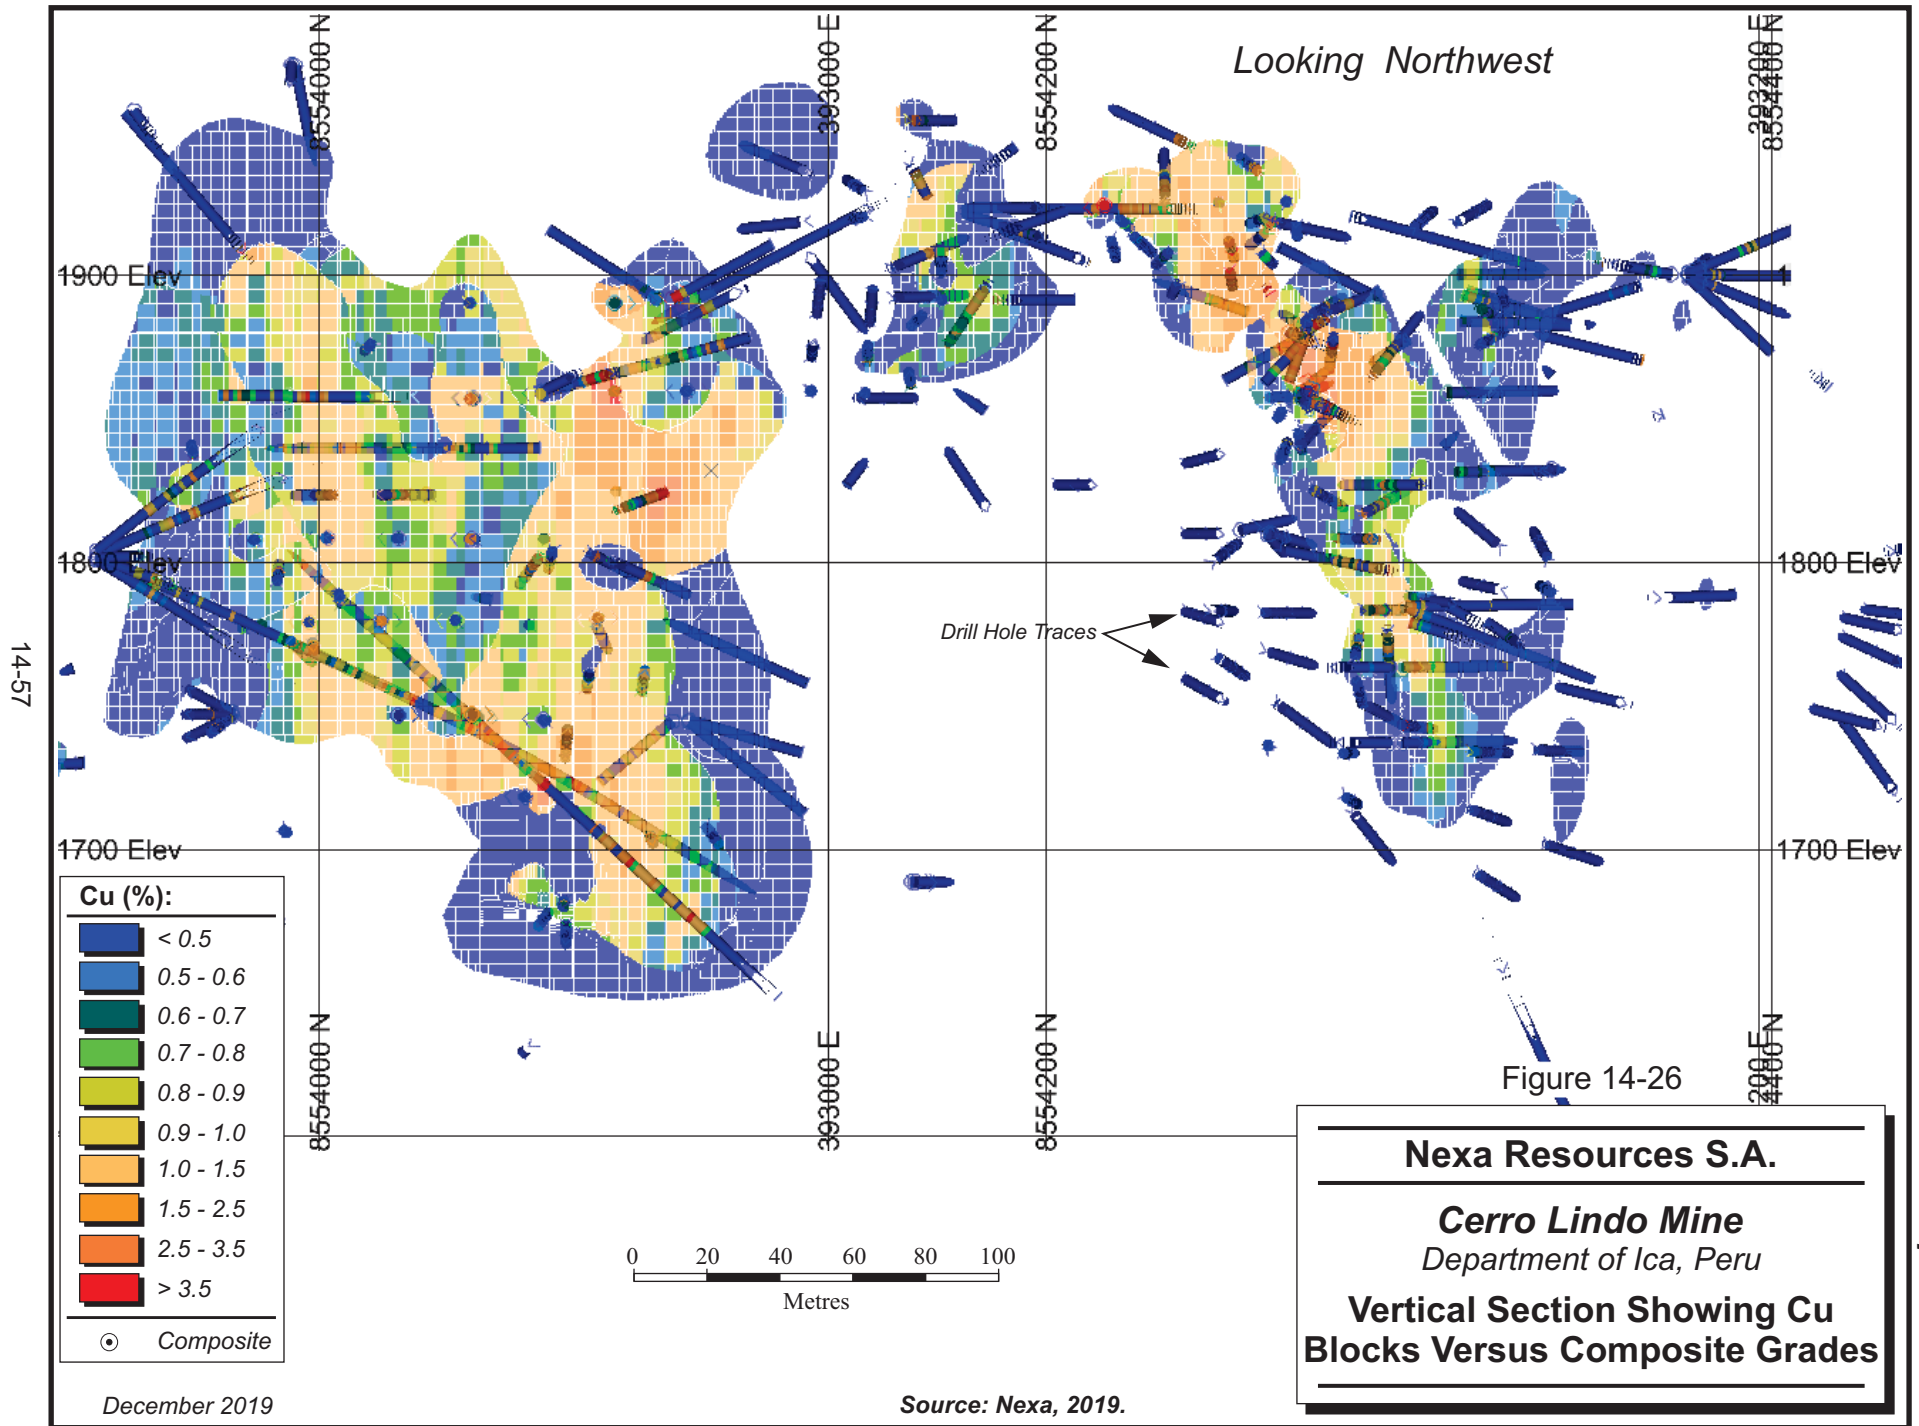 8554000 N
393000 E
8554200 N
393200 E
8554400 N
Looking Northwest
1900 Elev
1
1800 Elev
1800 Elev
Drill Hole Traces
14-57
1700 Elev
1700 Elev
Cu (%):
< 0.5
0.5 - 0.6
0.6 - 0.7
0.7 - 0.8
0.8 - 0.9
0.9 - 1.0
1.0 - 1.5
1.5 - 2.5
2.5 - 3.5
> 3.5
Composite
8554000 N
393000 E
8554200 N
200 E
4400 N
Figure 14-26
0 20 40 60 80 100
Metres
Nexa Resources S.A.
Cerro Lindo Mine
Department of Ica, Peru
Vertical Section Showing Cu
Blocks Versus Composite Grades
December 2019
Source: Nexa, 2019.